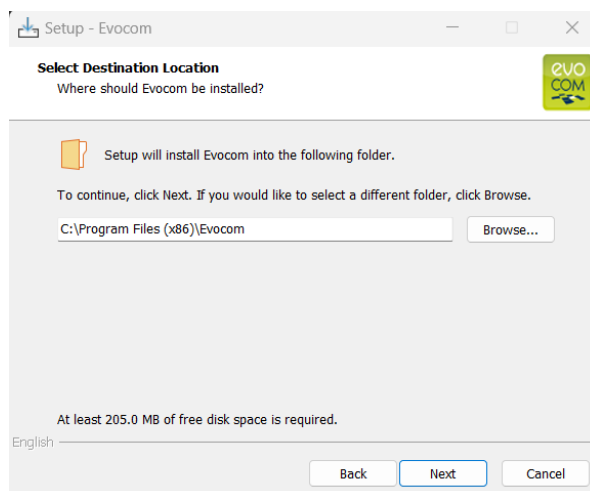 Setup - Evocom
Select Destination Location
Where should Evocom be installed?
evo
COM
Setup will install Evocom into the following folder.
To continue, click Next. If you would like to select a different folder, click Browse.
C:\Program Files (x86)\Evocom
Browse...
At least 205.0 MB of free disk space is required.
English
Back
Next
Cancel